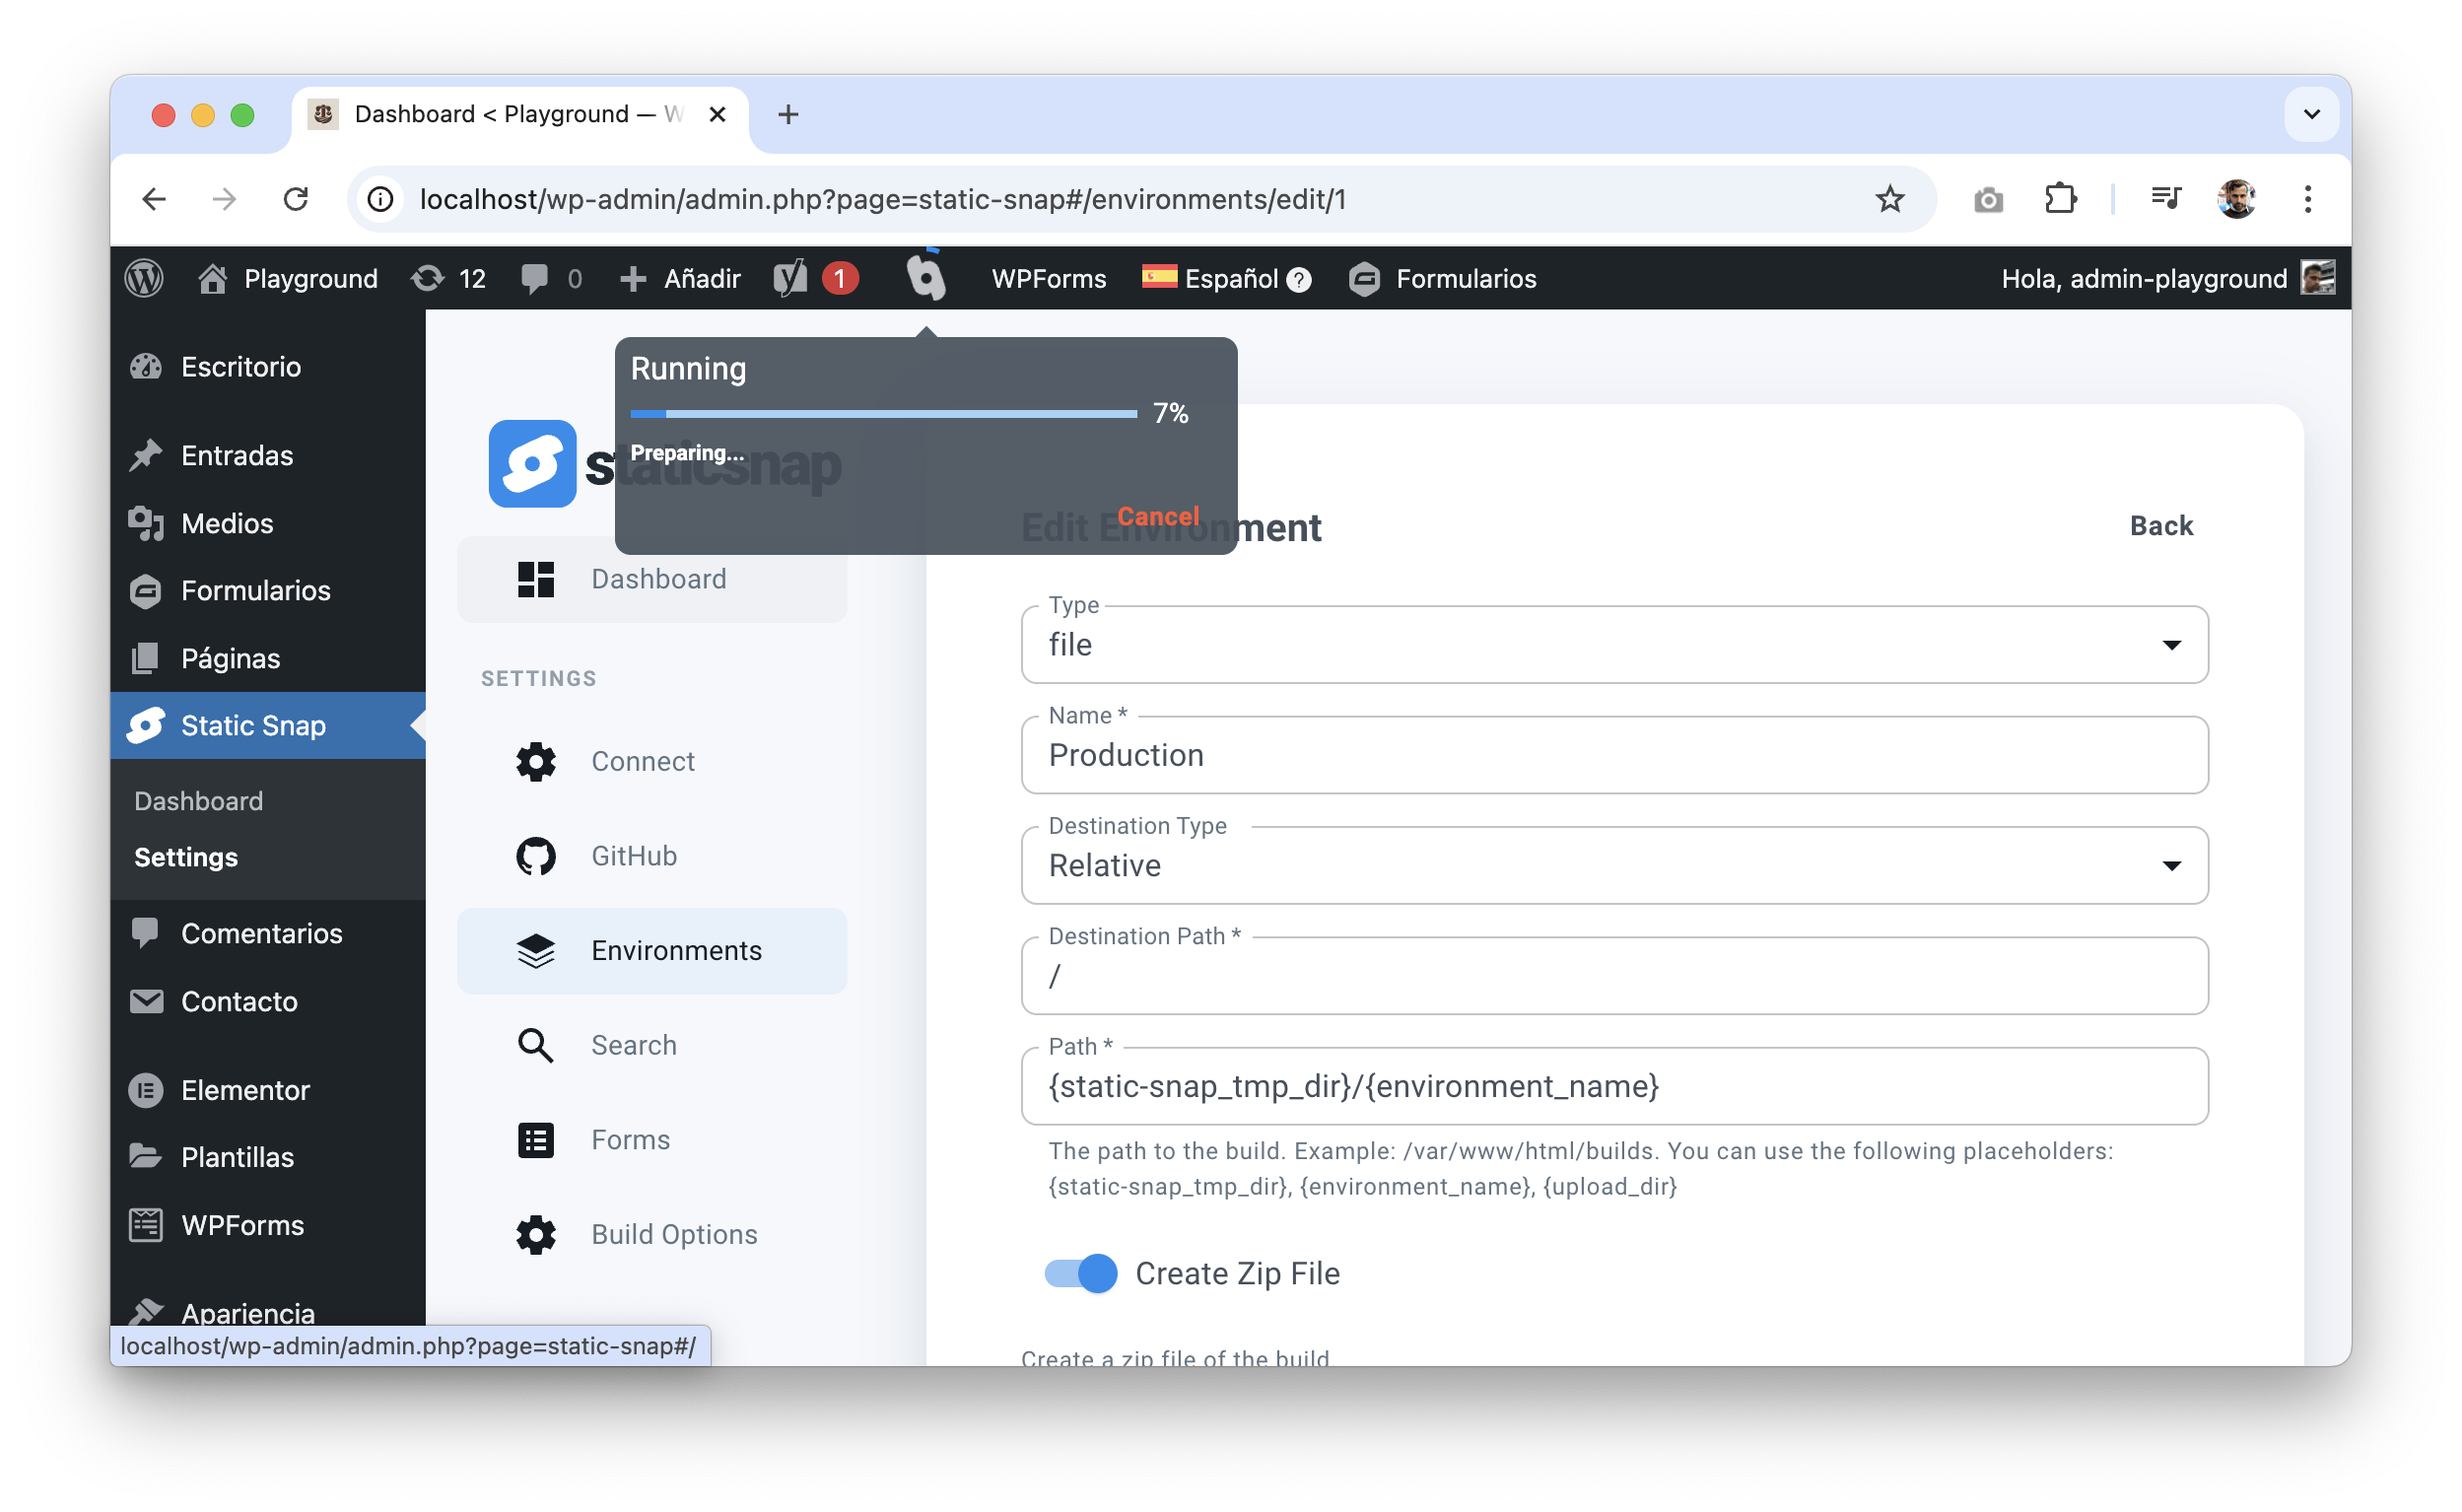 Dashboard < Playground — W
localhost/wp-admin/admin.php?page=static-snap#/environments/edit/1
Playground 12 0 Añadir 1 WPForms Español ? Formularios Hola, admin-playground
Escritorio
Entradas
Medios
Formularios
Páginas
Static Snap
Dashboard
Settings
Comentarios
Contacto
Elementor
Plantillas
WPForms
Apariencia
localhost/wp-admin/admin.php?page=static-snap#/
Running
7%
Preparing...
Cancel
staticsnap
Dashboard
SETTINGS
Connect
GitHub
Environments
Search
Forms
Build Options
Edit Environment
Back
Type
file
Name *
Production
Destination Type
Relative
Destination Path *
/
Path *
{static-snap_tmp_dir}/{environment_name}
The path to the build. Example: /var/www/html/builds. You can use the following placeholders:
{static-snap_tmp_dir}, {environment_name}, {upload_dir}
Create Zip File
Create a zip file of the build.